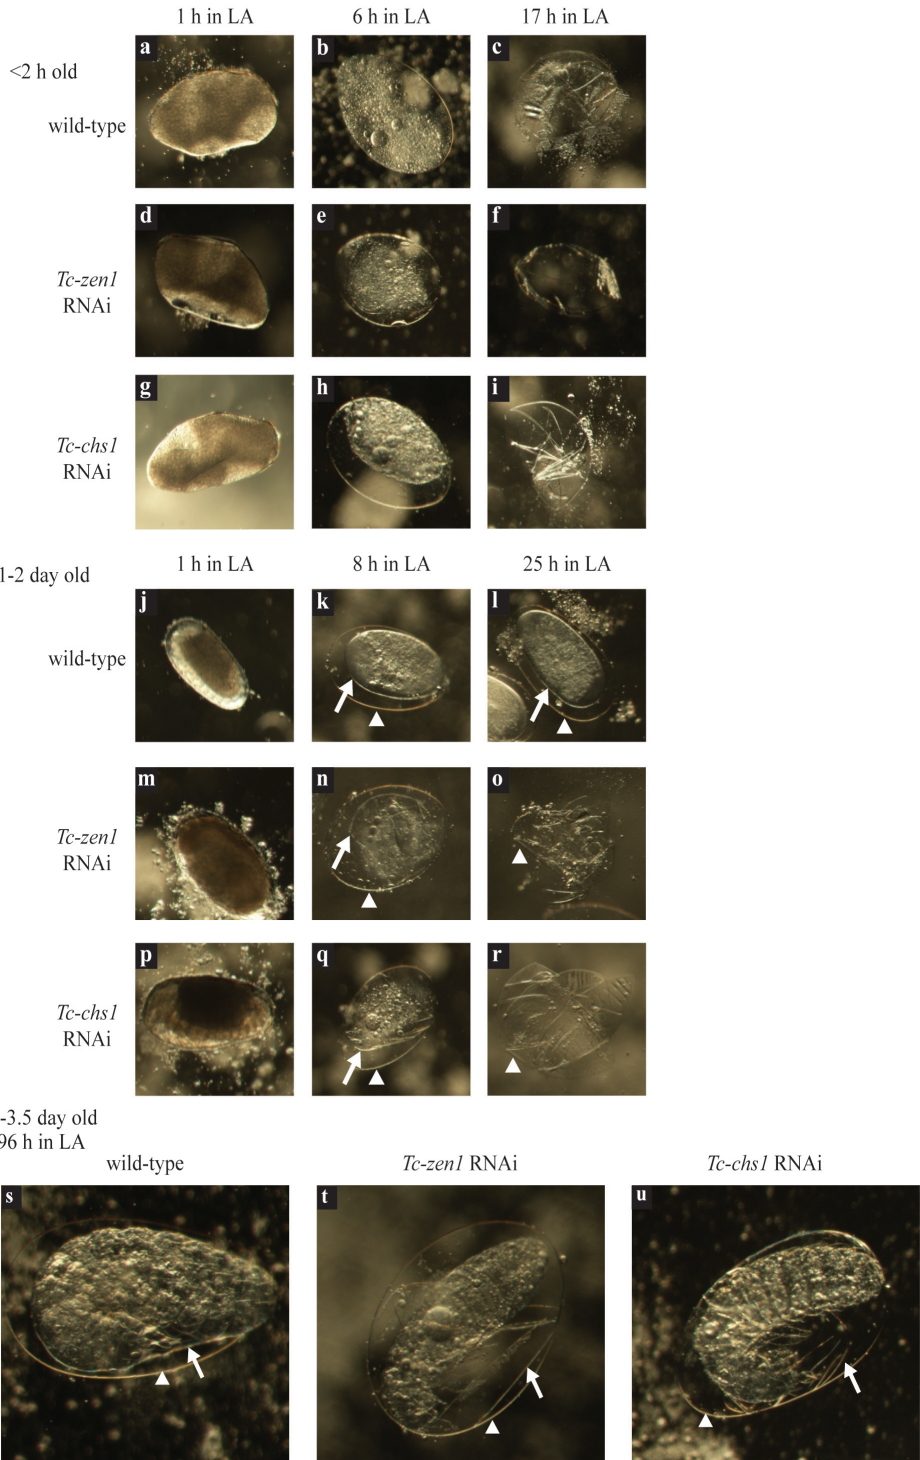 1 h in LA 6 h in LA 17 h in LA
<2 h old
a b c
wild-type
d e f
Tc-zen1
RNAi
g h i
Tc-chs1
RNAi
1 h in LA 8 h in LA 25 h in LA
1-2 day old
j k l
wild-type
m n o
Tc-zen1
RNAi
p q r
Tc-chs1
RNAi
-3.5 day old
96 h in LA
wild-type Tc-zen1 RNAi Tc-chs1 RNAi
s t u